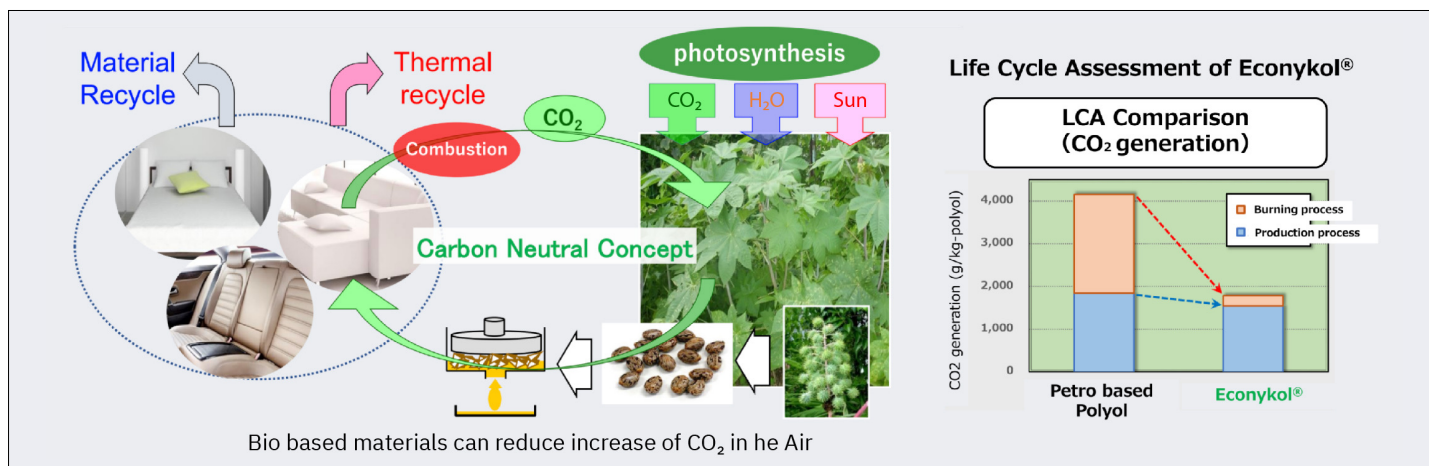 Material
Recycle
Thermal
recycle
photosynthesis
CO₂
H₂O
Sun
CO₂
Combustion
Carbon Neutral Concept
Bio based materials can reduce increase of CO₂ in he Air
Life Cycle Assessment of Econykol®
LCA Comparison
(CO₂ generation)
CO2 generation (g/kg-polyol)
4,000
3,000
2,000
1,000
0
Burning process
Production process
Petro based
Polyol
Econykol®